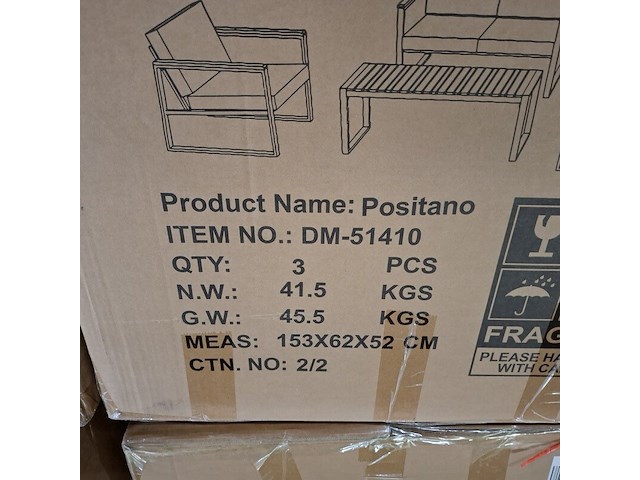 Product Name: Positano
ITEM NO.: DM-51410
QTY: 3 PCS
N.W.: 41.5 KGS
G.W.: 45.5 KGS
MEAS: 153X62X52 CM
CTN. NO: 2/2
FRAG
PLEASE HA
WITH CA